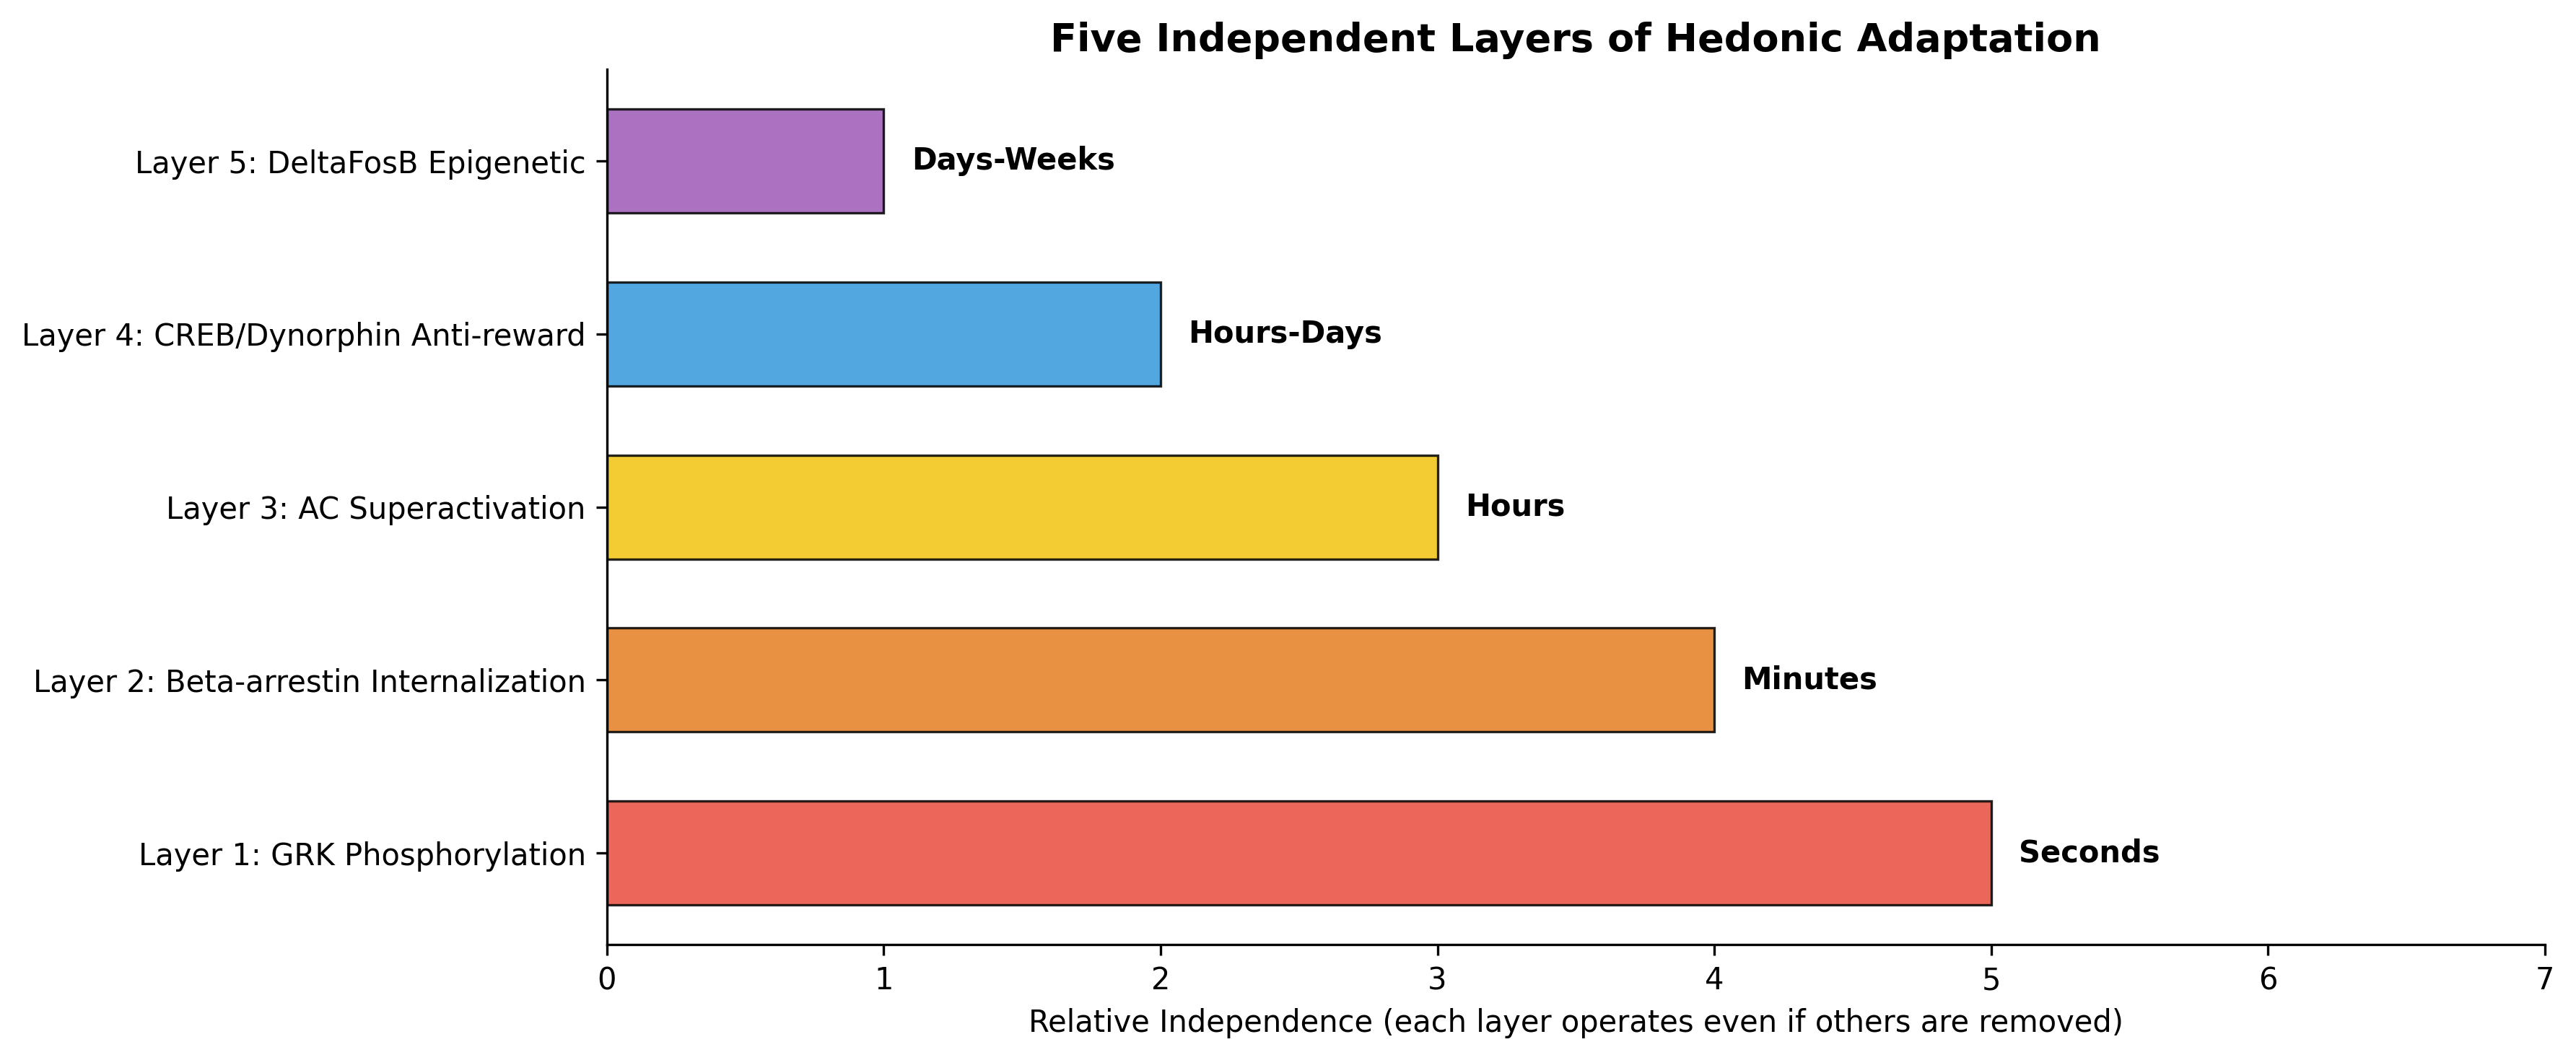 Five Independent Layers of Hedonic Adaptation
Layer 5: DeltaFosB Epigenetic
Days-Weeks
Layer 4: CREB/Dynorphin Anti-reward
Hours-Days
Layer 3: AC Superactivation
Hours
Layer 2: Beta-arrestin Internalization
Minutes
Layer 1: GRK Phosphorylation
Seconds
0 1 2 3 4 5 6 7
Relative Independence (each layer operates even if others are removed)